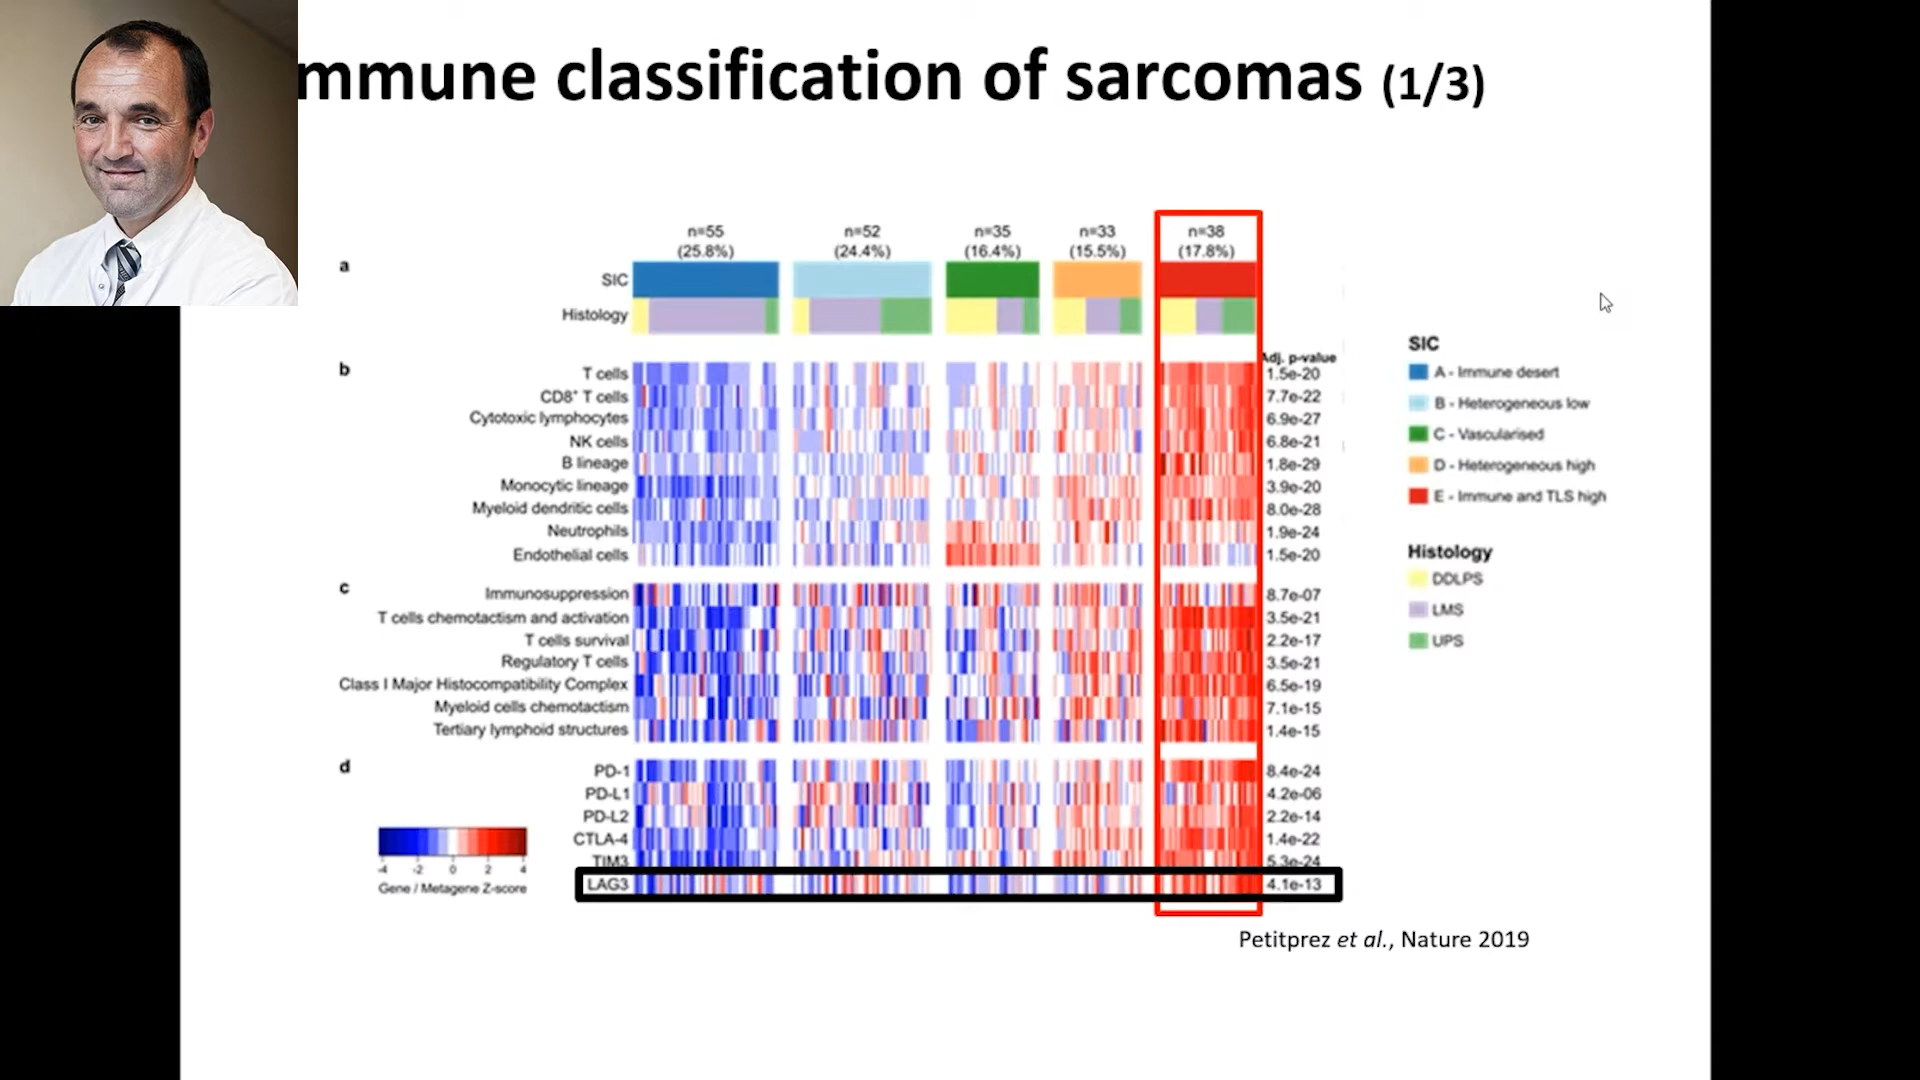 mmune classification of sarcomas (1/3)
n=55 n=52 n=35 n=33 n=38
(25.8%) (24.4%) (16.4%) (15.5%) (17.8%)
a
SIC
Histology
b
Adj. p-value
T cells 1.5e-20
CD8+ T cells 7.7e-22
Cytotoxic lymphocytes 6.9e-27
NK cells 6.8e-21
B lineage 1.8e-29
Monocytic lineage 3.9e-20
Myeloid dendritic cells 8.0e-28
Neutrophils 1.9e-24
Endothelial cells 1.5e-20
c
Immunosuppression 8.7e-07
T cells chemotactism and activation 3.5e-21
T cells survival 2.2e-17
Regulatory T cells 3.5e-21
Class I Major Histocompatibility Complex 6.5e-19
Myeloid cells chemotactism 7.1e-15
Tertiary lymphoid structures 1.4e-15
d
PD-1 8.4e-24
PD-L1 4.2e-06
PD-L2 2.2e-14
CTLA-4 1.4e-22
TIM3 5.3e-24
LAG3 4.1e-13
-4 -2 0 2 4
Gene / Metagene Z-score
SIC
A - Immune desert
B - Heterogeneous low
C - Vascularised
D - Heterogeneous high
E - Immune and TLS high
Histology
DDLPS
LMS
UPS
Petitprez et al., Nature 2019